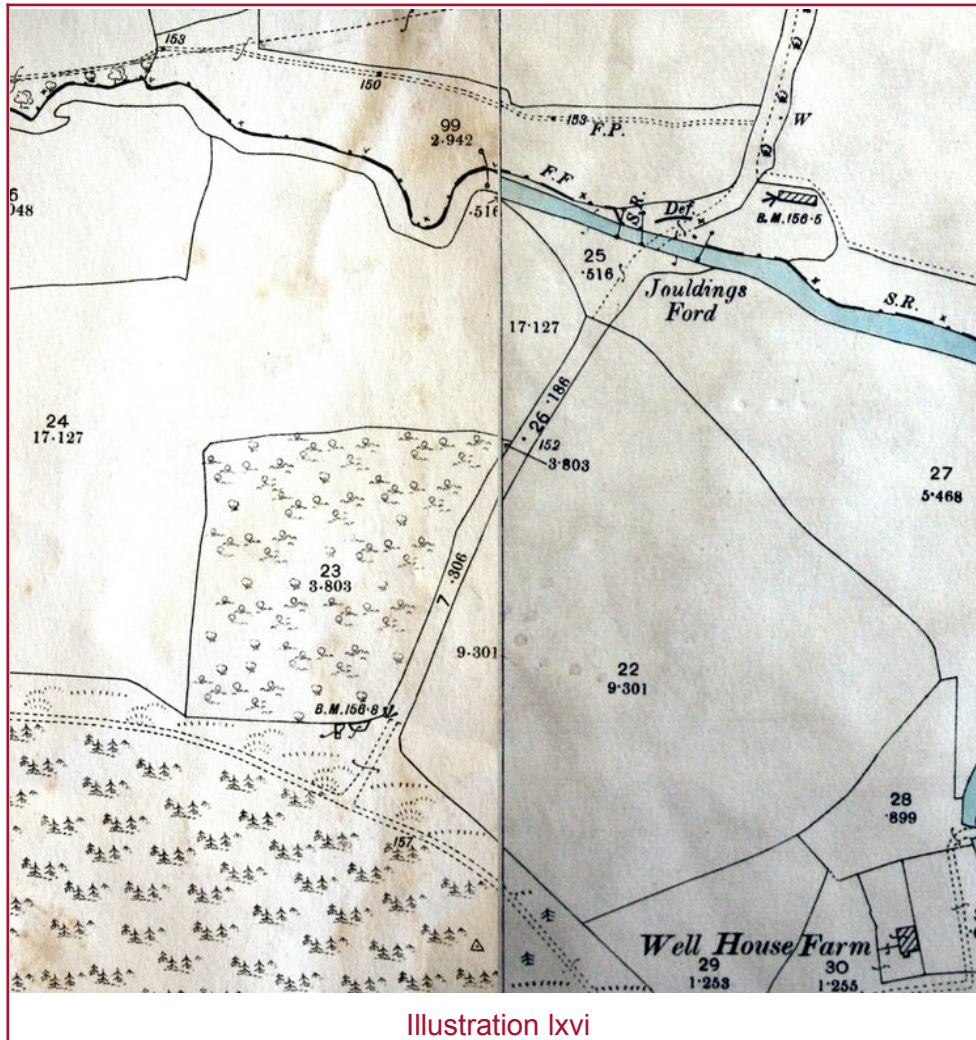 153
150
99
2·942
153
F.P.
W
6
048
·516
F.F
S.R.
Def.
B.M.156·5
25
·516
Jouldings
Ford
S.R.
17·127
24
17·127
26 ·186
152
3·803
27
5·468
23
3·803
7 ·306
9·301
22
9·301
B.M.156·8
28
·899
157
Well House Farm
29
1·253
30
1·255
Illustration lxvi